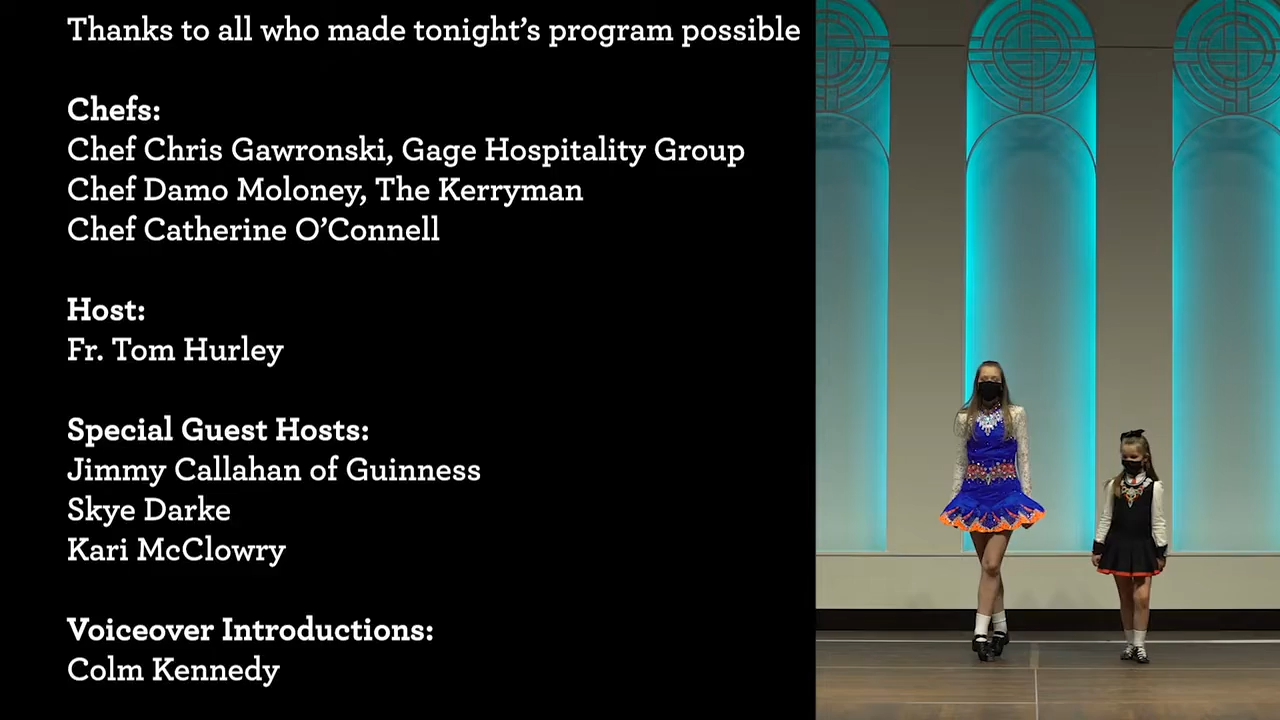 Thanks to all who made tonight’s program possible
Chefs:
Chef Chris Gawronski, Gage Hospitality Group
Chef Damo Moloney, The Kerryman
Chef Catherine O’Connell
Host:
Fr. Tom Hurley
Special Guest Hosts:
Jimmy Callahan of Guinness
Skye Darke
Kari McClowry
Voiceover Introductions:
Colm Kennedy